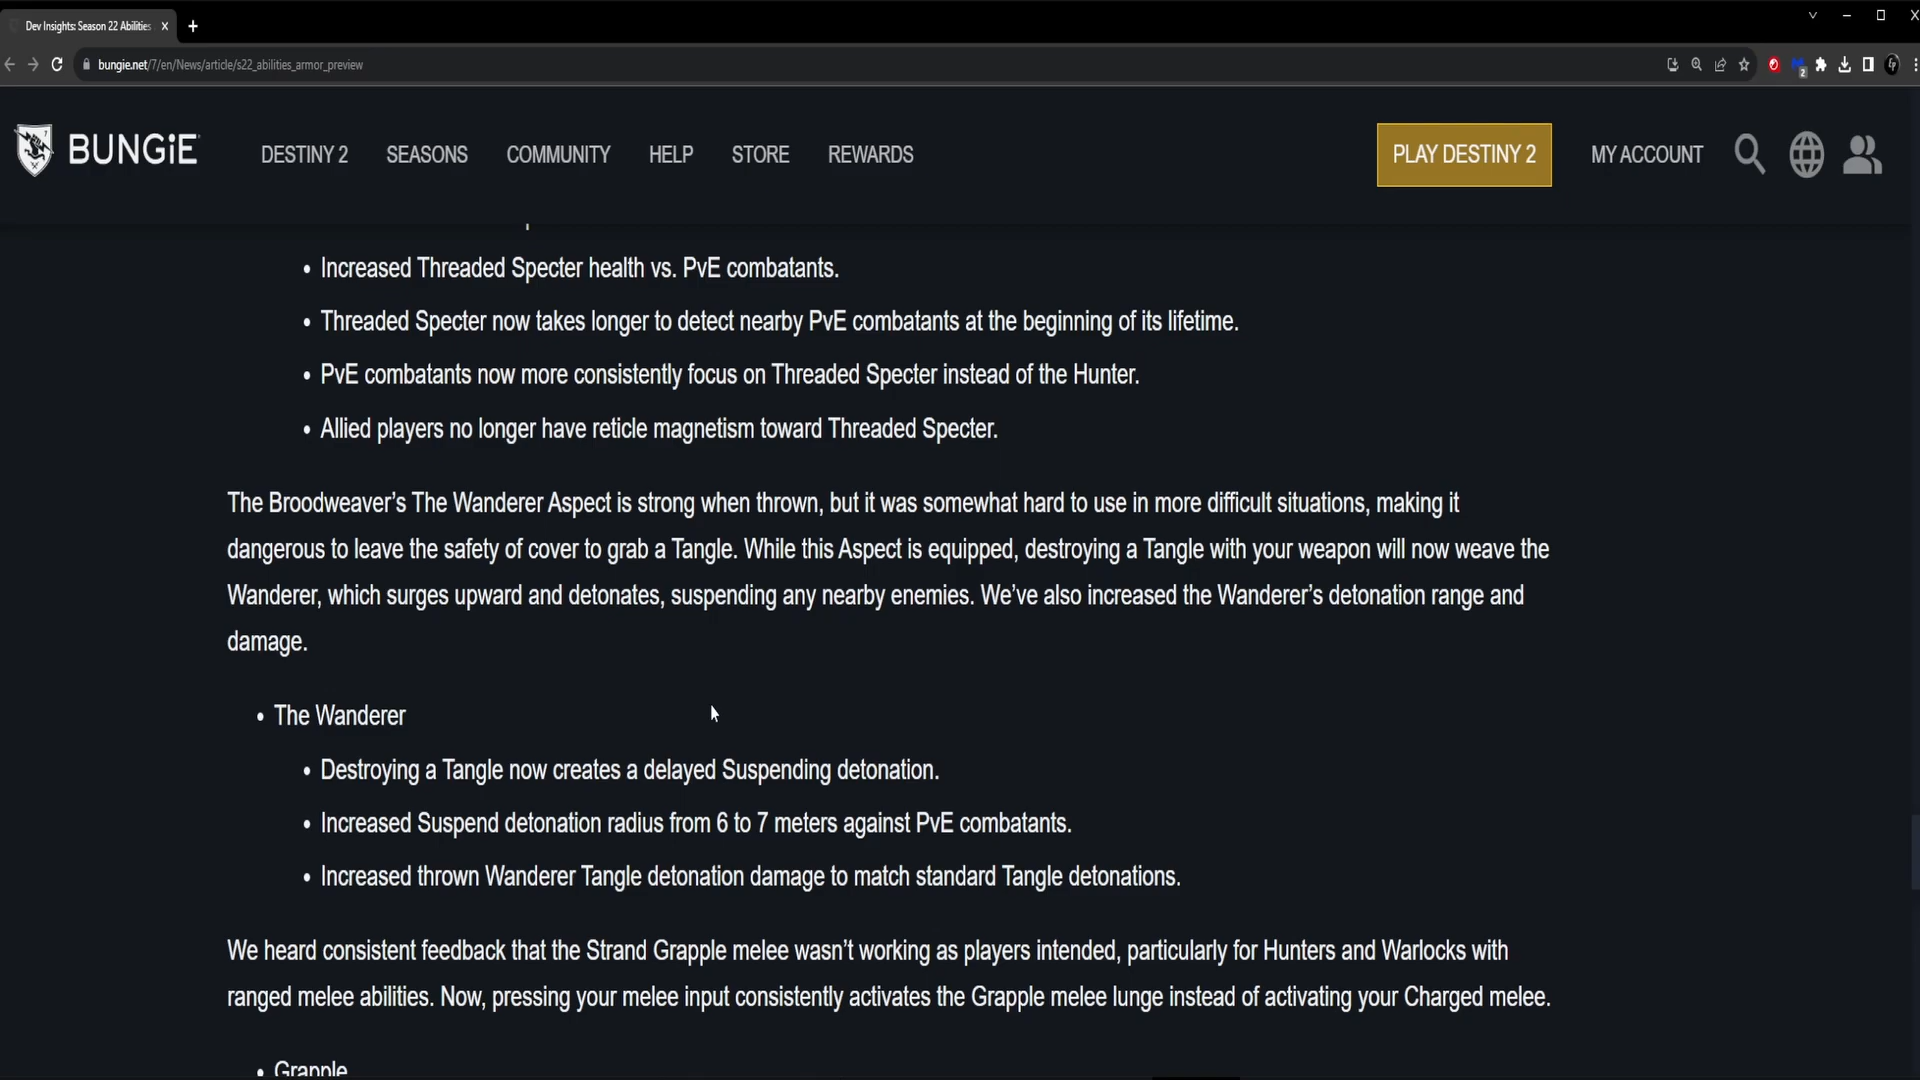 Dev Insights: Season 22 Abilities
bungie.net/7/en/News/article/s22_abilities_armor_preview
2
7
BUNGiE
DESTINY 2
SEASONS
COMMUNITY
HELP
STORE
REWARDS
PLAY DESTINY 2
MY ACCOUNT
• Increased Threaded Specter health vs. PvE combatants.
• Threaded Specter now takes longer to detect nearby PvE combatants at the beginning of its lifetime.
• PvE combatants now more consistently focus on Threaded Specter instead of the Hunter.
• Allied players no longer have reticle magnetism toward Threaded Specter.
The Broodweaver’s The Wanderer Aspect is strong when thrown, but it was somewhat hard to use in more difficult situations, making it
dangerous to leave the safety of cover to grab a Tangle. While this Aspect is equipped, destroying a Tangle with your weapon will now weave the
Wanderer, which surges upward and detonates, suspending any nearby enemies. We’ve also increased the Wanderer’s detonation range and
damage.
• The Wanderer
• Destroying a Tangle now creates a delayed Suspending detonation.
• Increased Suspend detonation radius from 6 to 7 meters against PvE combatants.
• Increased thrown Wanderer Tangle detonation damage to match standard Tangle detonations.
We heard consistent feedback that the Strand Grapple melee wasn’t working as players intended, particularly for Hunters and Warlocks with
ranged melee abilities. Now, pressing your melee input consistently activates the Grapple melee lunge instead of activating your Charged melee.
• Grapple